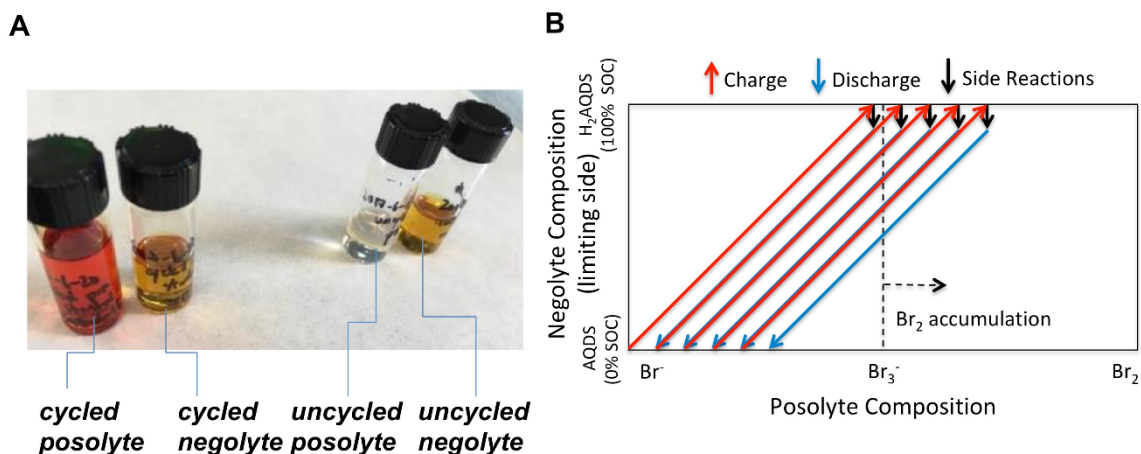 A
cycled
posolyte
cycled
negolyte
uncycled
posolyte
uncycled
negolyte
B
Charge
Discharge
Side Reactions
Negolyte Composition
(limiting side)
H₂AQDS
(100% SOC)
AQDS
(0% SOC)
Br₂ accumulation
Br⁻
Br₃⁻
Br₂
Posolyte Composition